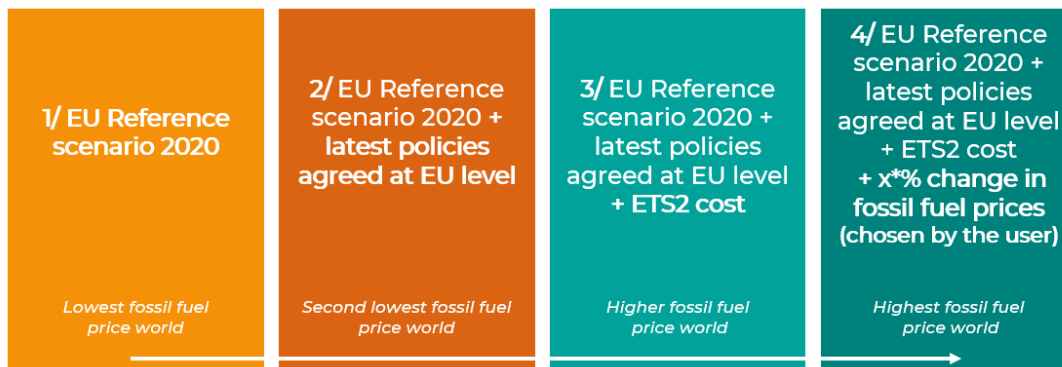 1/ EU Reference
scenario 2020
Lowest fossil fuel
price world
2/ EU Reference
scenario 2020 +
latest policies
agreed at EU level
Second lowest fossil fuel
price world
3/ EU Reference
scenario 2020 +
latest policies
agreed at EU level
+ ETS2 cost
Higher fossil fuel
price world
4/ EU Reference
scenario 2020 +
latest policies
agreed at EU level
+ ETS2 cost
+ x*% change in
fossil fuel prices
(chosen by the user)
Highest fossil fuel
price world